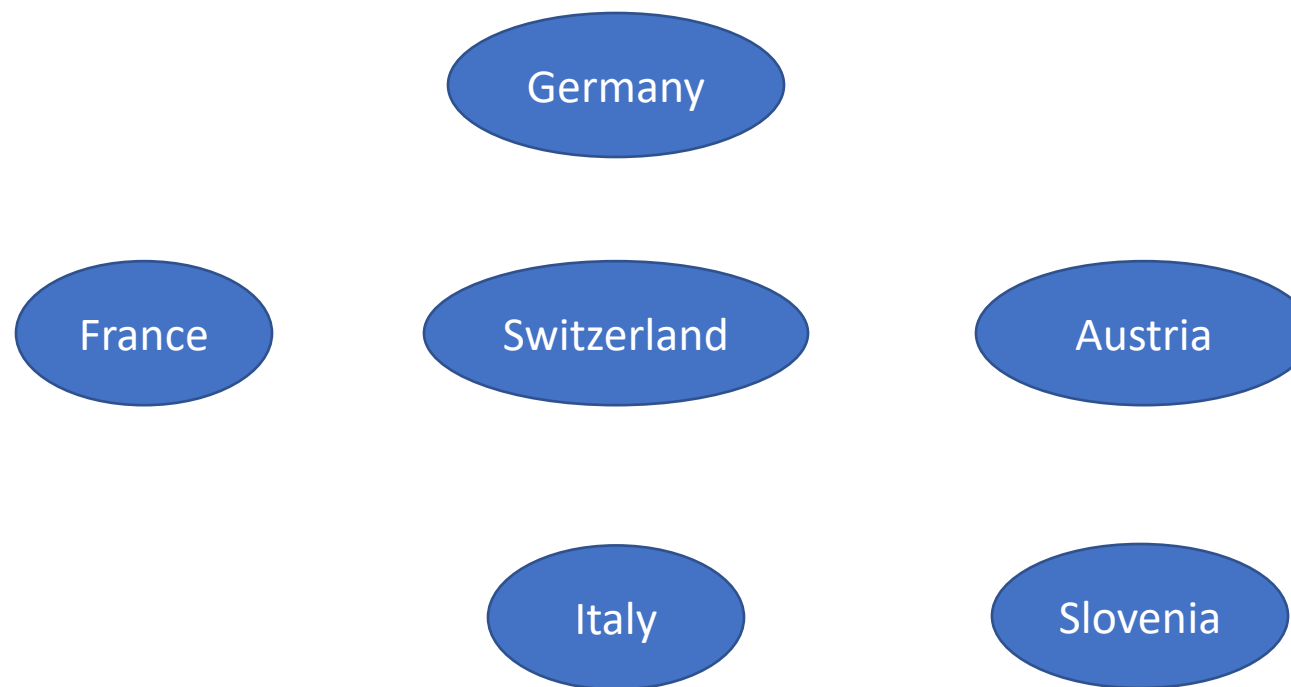 Germany
France
Switzerland
Austria
Italy
Slovenia